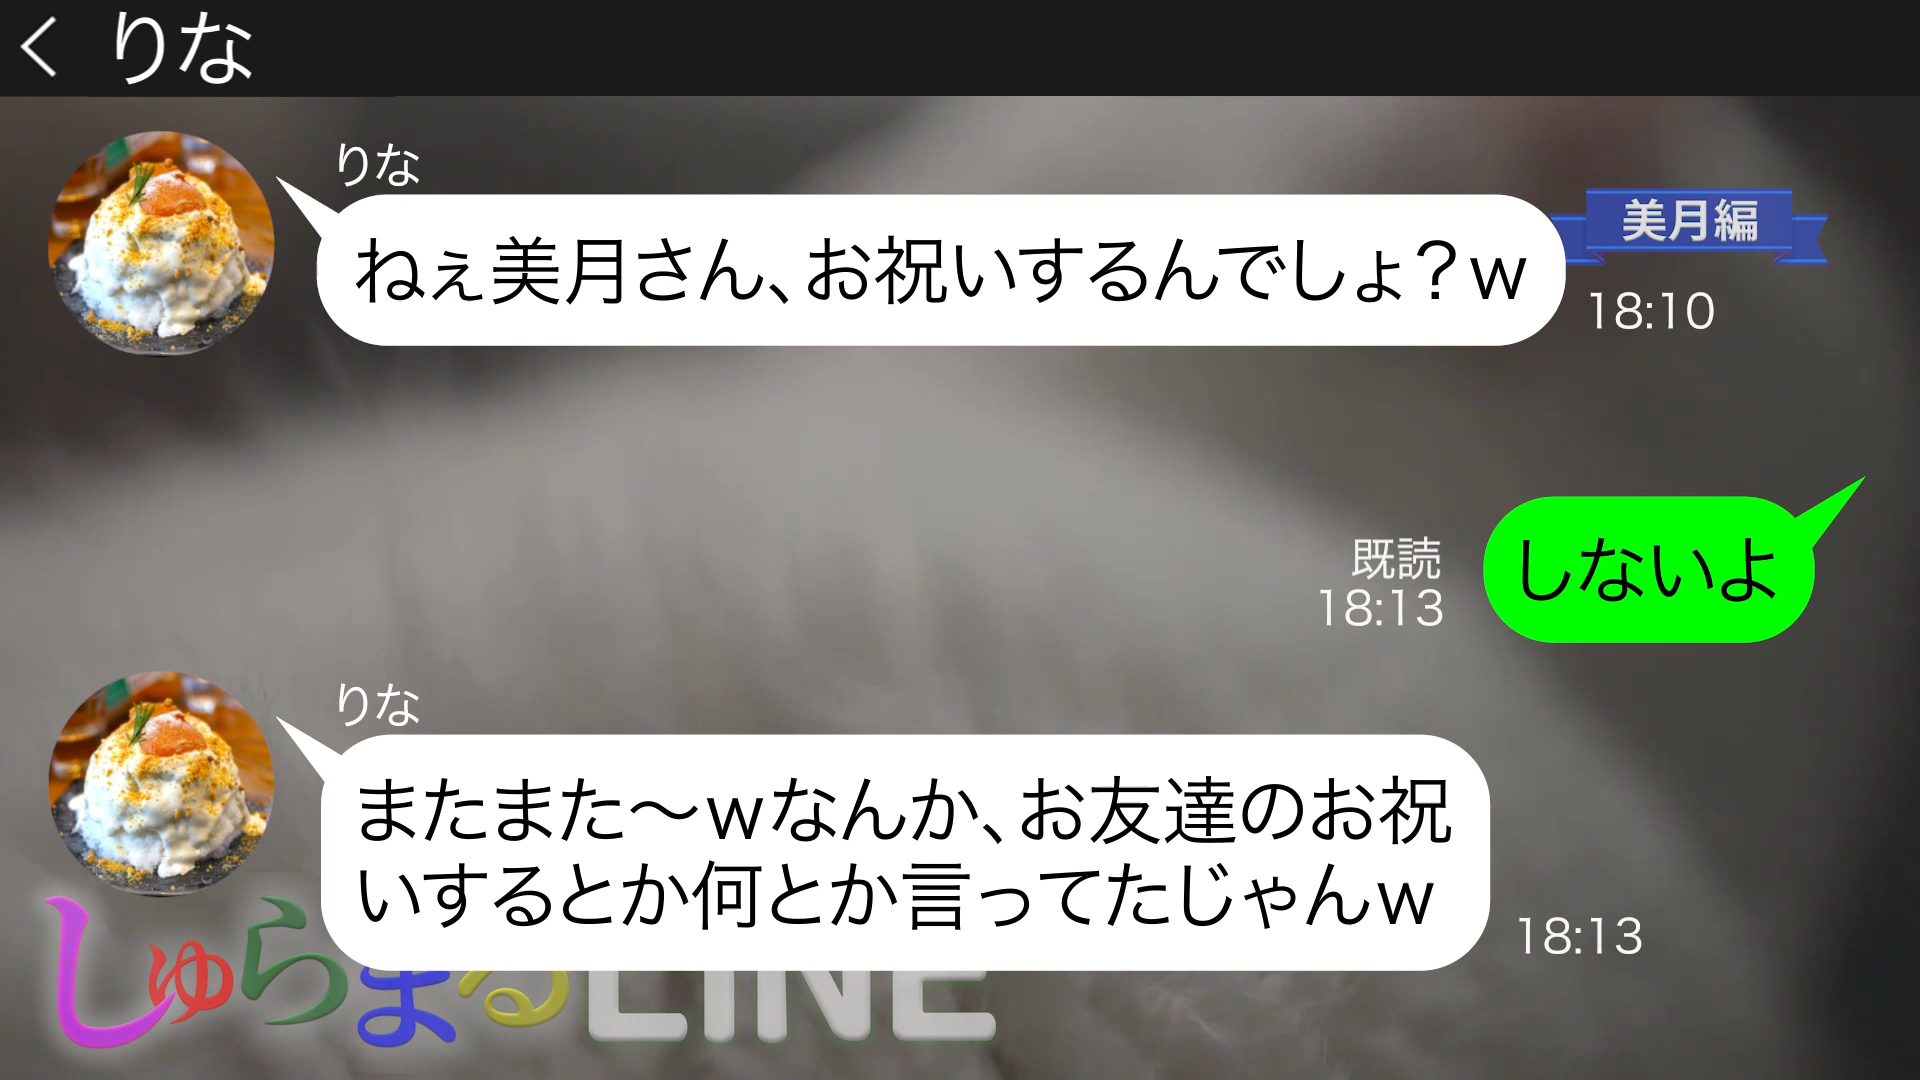 りな
りな
ねぇ美月さん、お祝いするんでしょ？w
美月編
18:10
しないよ
既読
18:13
りな
またまた～wなんか、お友達のお祝
いするとか何とか言ってたじゃんw
18:13
しゅらまるLINE